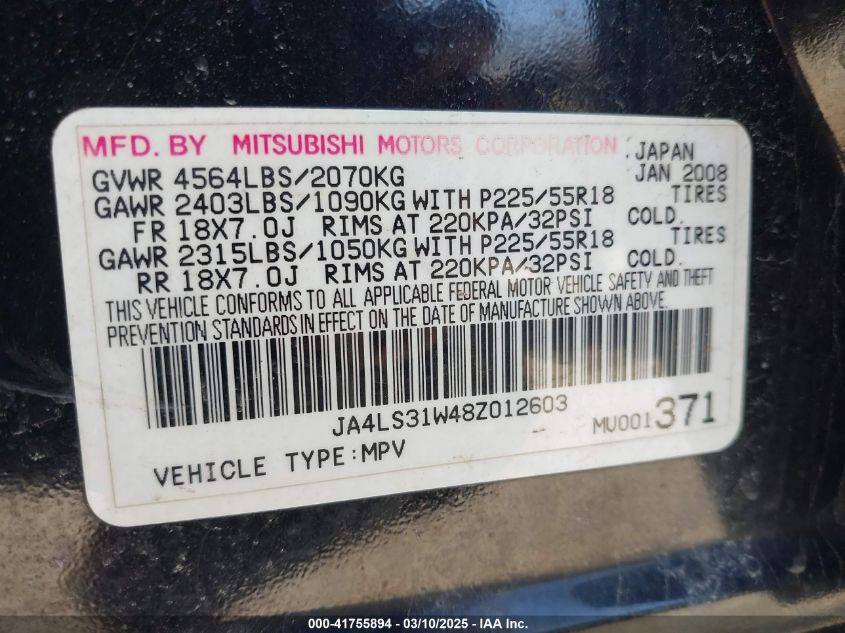 MFD. BY MITSUBISHI MOTORS CORPORATION. JAPAN
GVWR 4564LBS/2070KG JAN 2008
GAWR 2403LBS/1090KG WITH P225/55R18 TIRES
FR 18X7.0J RIMS AT 220KPA/32PSI COLD.
GAWR 2315LBS/1050KG WITH P225/55R18 TIRES
RR 18X7.0J RIMS AT 220KPA/32PSI COLD.
THIS VEHICLE CONFORMS TO ALL APPLICABLE FEDERAL MOTOR VEHICLE SAFETY AND THEFT
PREVENTION STANDARDS IN EFFECT ON THE DATE OF MANUFACTURE SHOWN ABOVE.
JA4LS31W48Z012603
MU001371
VEHICLE TYPE:MPV
000-41755894 - 03/10/2025 - IAA Inc.